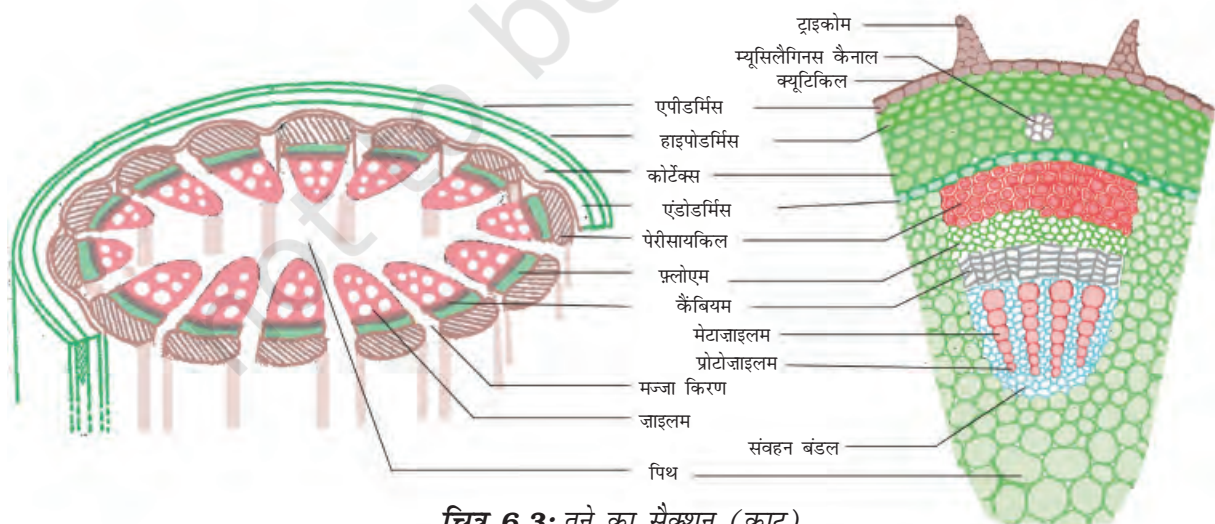 ट्राइकोम
म्यूसिलैगिनस कैनाल
क्यूटिकिल
एपीडर्मिस
हाइपोडर्मिस
कोर्टेक्स
एंडोडर्मिस
पेरीसायकिल
फ़्लोएम
कैंबियम
मेटाज़ाइलम
प्रोटोज़ाइलम
मज्जा किरण
ज़ाइलम
संवहन बंडल
पिथ
चित्र 6.3: तने का सैक्शन (काट)